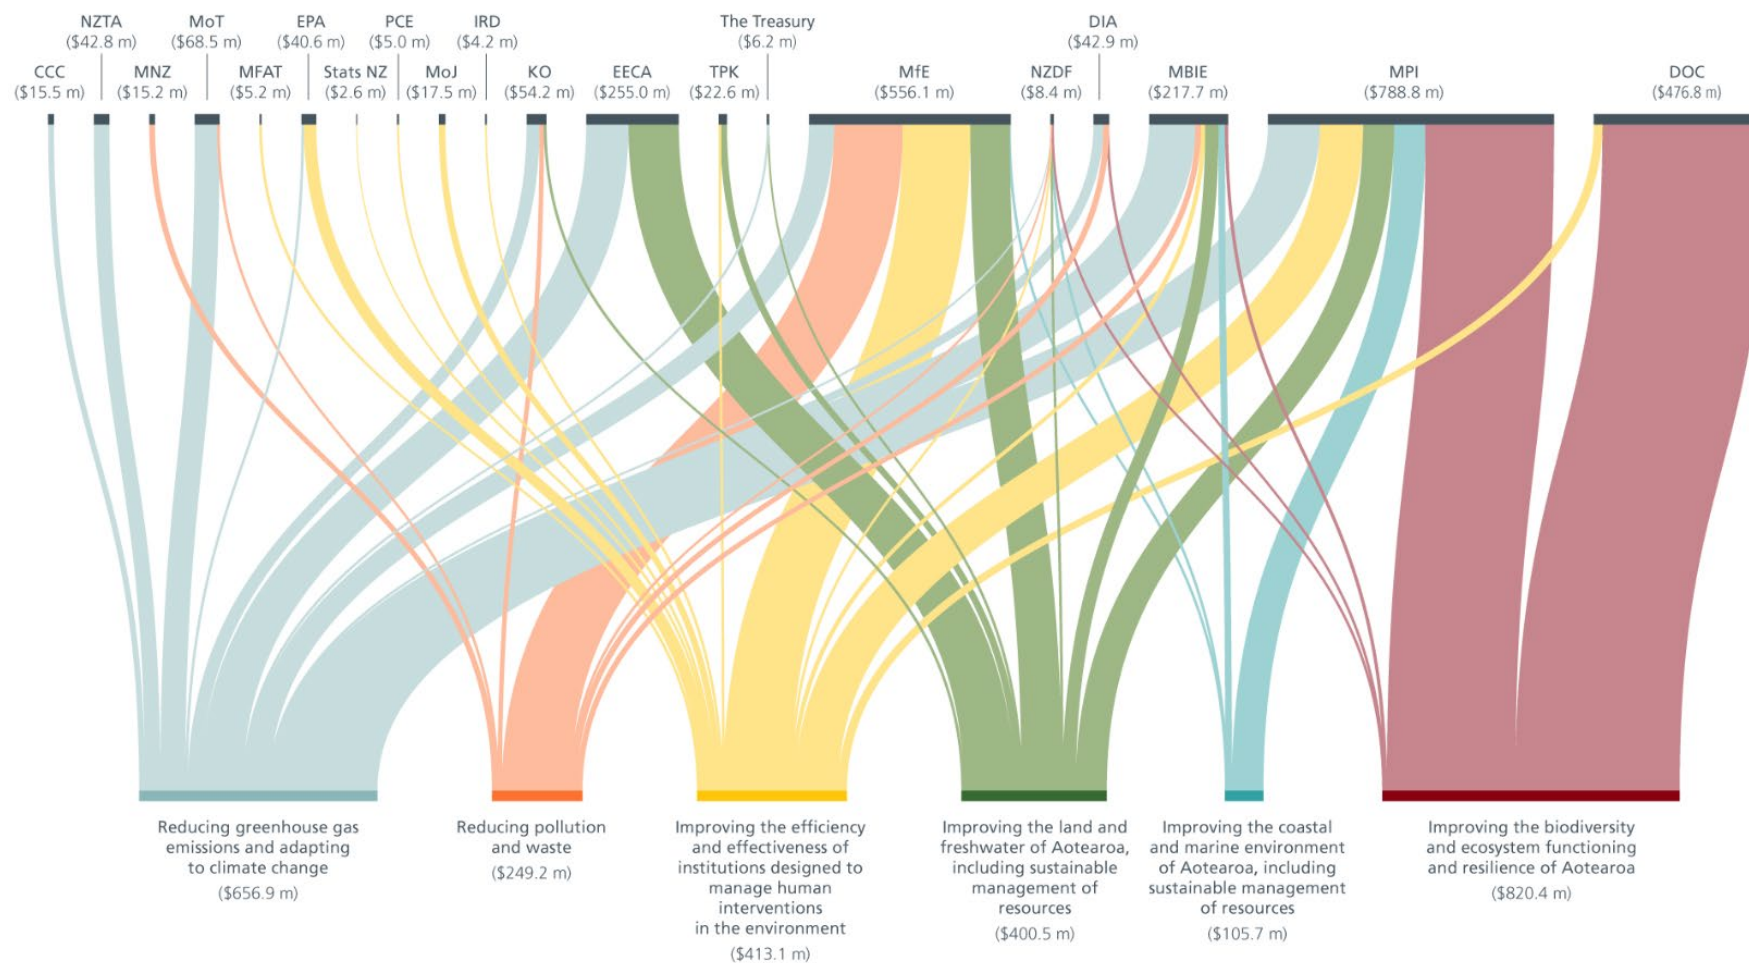 NZTA
($42.8 m)
MoT
($68.5 m)
EPA
($40.6 m)
PCE
($5.0 m)
IRD
($4.2 m)
The Treasury
($6.2 m)
DIA
($42.9 m)
CCC
($15.5 m)
MNZ
($15.2 m)
MFAT
($5.2 m)
Stats NZ
($2.6 m)
MoJ
($17.5 m)
KO
($54.2 m)
EECA
($255.0 m)
TPK
($22.6 m)
MfE
($556.1 m)
NZDF
($8.4 m)
MBIE
($217.7 m)
MPI
($788.8 m)
DOC
($476.8 m)
Reducing greenhouse gas
emissions and adapting
to climate change
($656.9 m)
Reducing pollution
and waste
($249.2 m)
Improving the efficiency
and effectiveness of
institutions designed to
manage human
interventions
in the environment
($413.1 m)
Improving the land and
freshwater of Aotearoa,
including sustainable
management of
resources
($400.5 m)
Improving the coastal
and marine environment
of Aotearoa, including
sustainable management
of resources
($105.7 m)
Improving the biodiversity
and ecosystem functioning
and resilience of Aotearoa
($820.4 m)